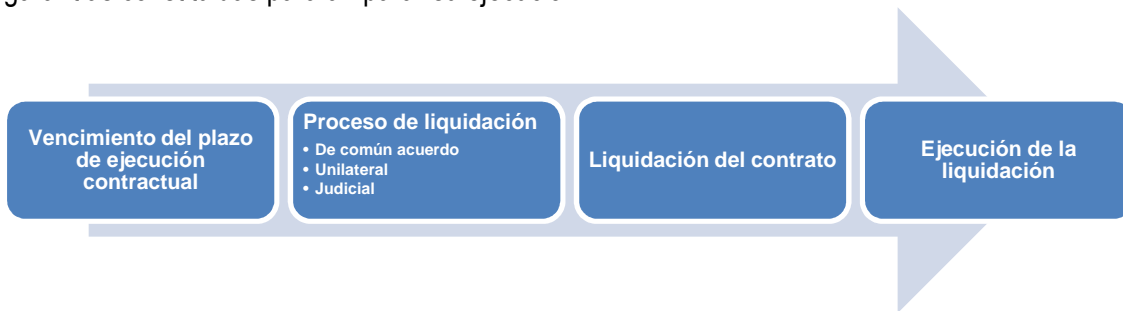 Vencimiento del plazo
de ejecución
contractual
Proceso de liquidación
• De común acuerdo
• Unilateral
• Judicial
Liquidación del contrato
Ejecución de la
liquidación